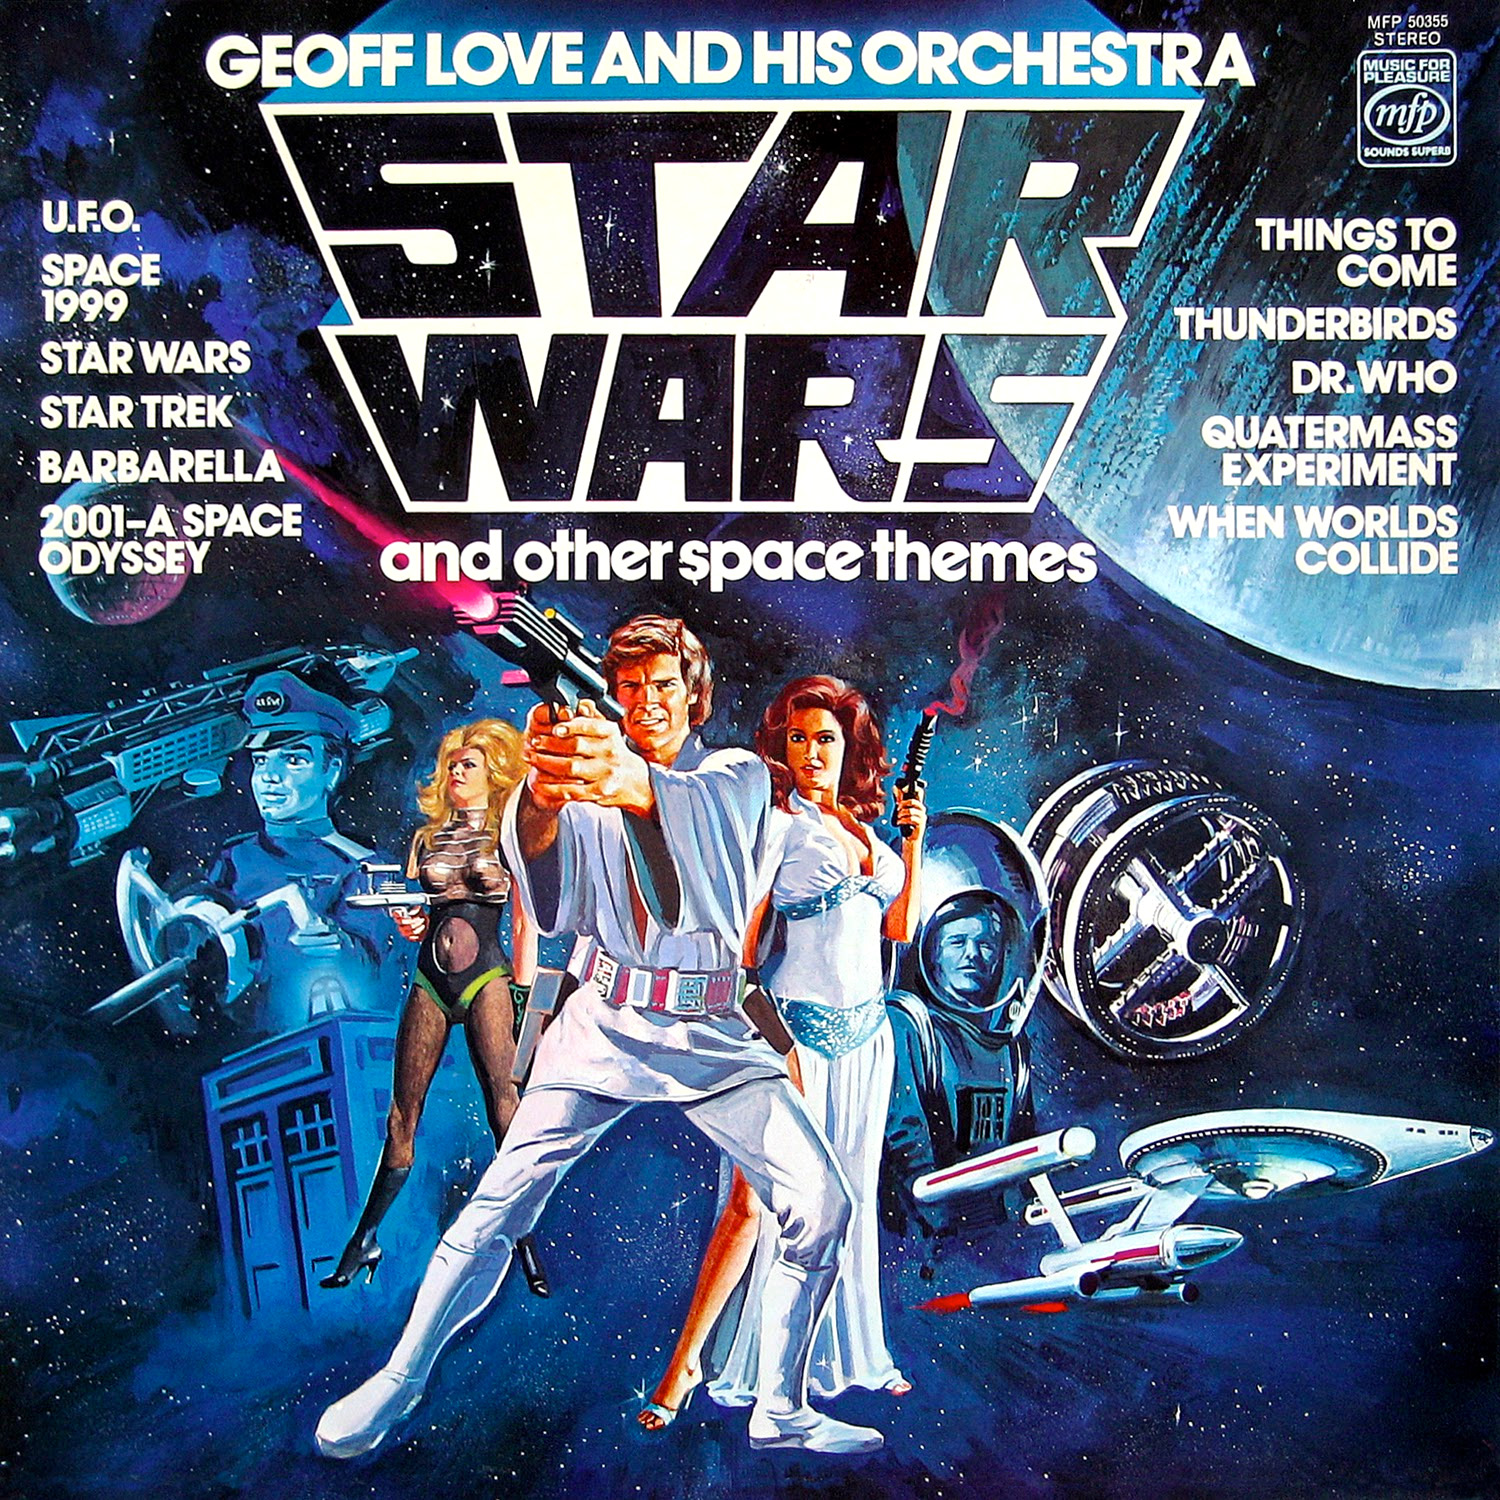 GEOFF LOVE AND HIS ORCHESTRA
MFP 50355
STEREO
MUSIC FOR
PLEASURE
mfp
SOUNDS SUPERB
STAR
WARS
and other space themes
U.F.O.
SPACE
1999
STAR WARS
STAR TREK
BARBARELLA
2001-A SPACE
ODYSSEY
THINGS TO
COME
THUNDERBIRDS
DR. WHO
QUATERMASS
EXPERIMENT
WHEN WORLDS
COLLIDE